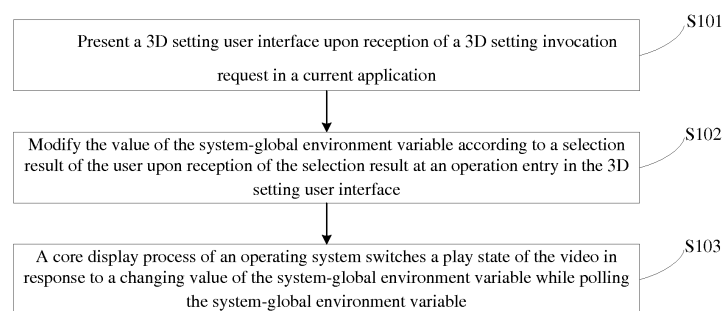 S101
Present a 3D setting user interface upon reception of a 3D setting invocation
request in a current application
S102
Modify the value of the system-global environment variable according to a selection
result of the user upon reception of the selection result at an operation entry in the 3D
setting user interface
S103
A core display process of an operating system switches a play state of the video in
response to a changing value of the system-global environment variable while polling
the system-global environment variable